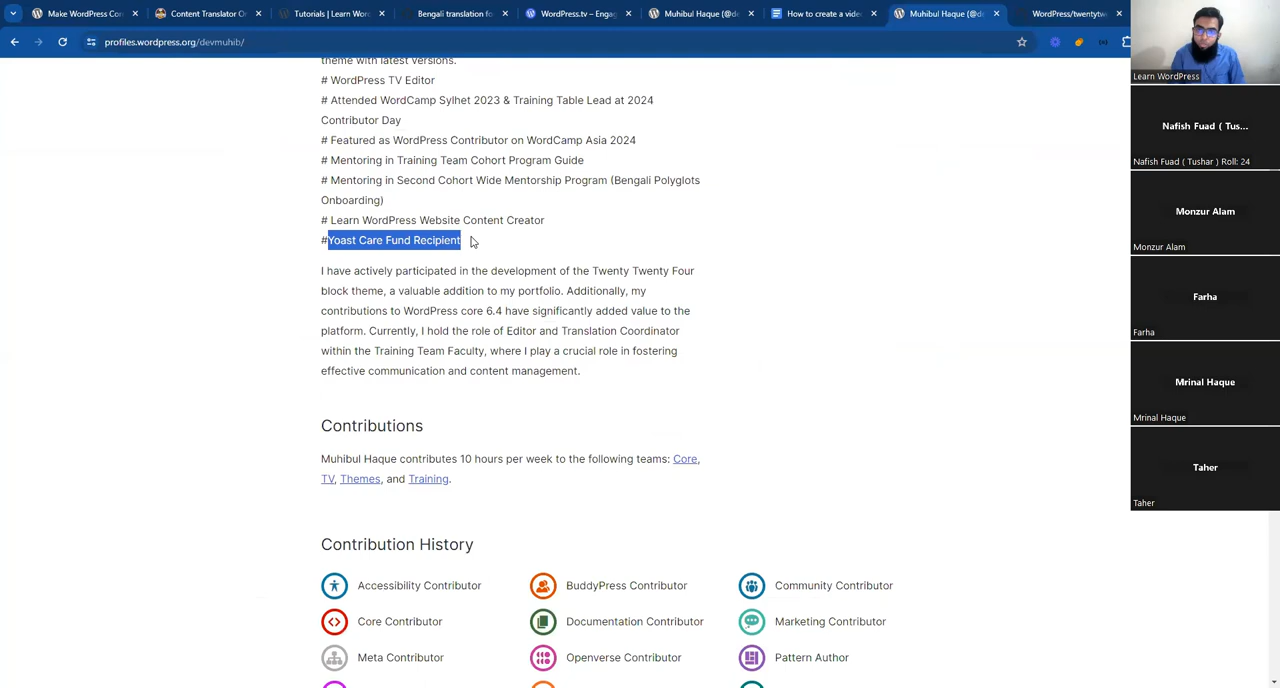 Make WordPress Cor
Content Translator Or
Tutorials | Learn Wor
Bengali translation fo
WordPress.tv – Engag
Muhibul Haque (@de
How to create a vide
Muhibul Haque (@de
WordPress/twentytw
profiles.wordpress.org/devmuhib/
theme with latest versions.
# WordPress TV Editor
# Attended WordCamp Sylhet 2023 & Training Table Lead at 2024
Contributor Day
# Featured as WordPress Contributor on WordCamp Asia 2024
# Mentoring in Training Team Cohort Program Guide
# Mentoring in Second Cohort Wide Mentorship Program (Bengali Polyglots
Onboarding)
# Learn WordPress Website Content Creator
#Yoast Care Fund Recipient
I have actively participated in the development of the Twenty Twenty Four
block theme, a valuable addition to my portfolio. Additionally, my
contributions to WordPress core 6.4 have significantly added value to the
platform. Currently, I hold the role of Editor and Translation Coordinator
within the Training Team Faculty, where I play a crucial role in fostering
effective communication and content management.
Contributions
Muhibul Haque contributes 10 hours per week to the following teams: Core,
TV, Themes, and Training.
Contribution History
Accessibility Contributor
BuddyPress Contributor
Community Contributor
Core Contributor
Documentation Contributor
Marketing Contributor
Meta Contributor
Openverse Contributor
Pattern Author
Learn WordPress
Nafish Fuad ( Tus...
Nafish Fuad ( Tushar ) Roll: 24
Monzur Alam
Monzur Alam
Farha
Farha
Mrinal Haque
Mrinal Haque
Taher
Taher